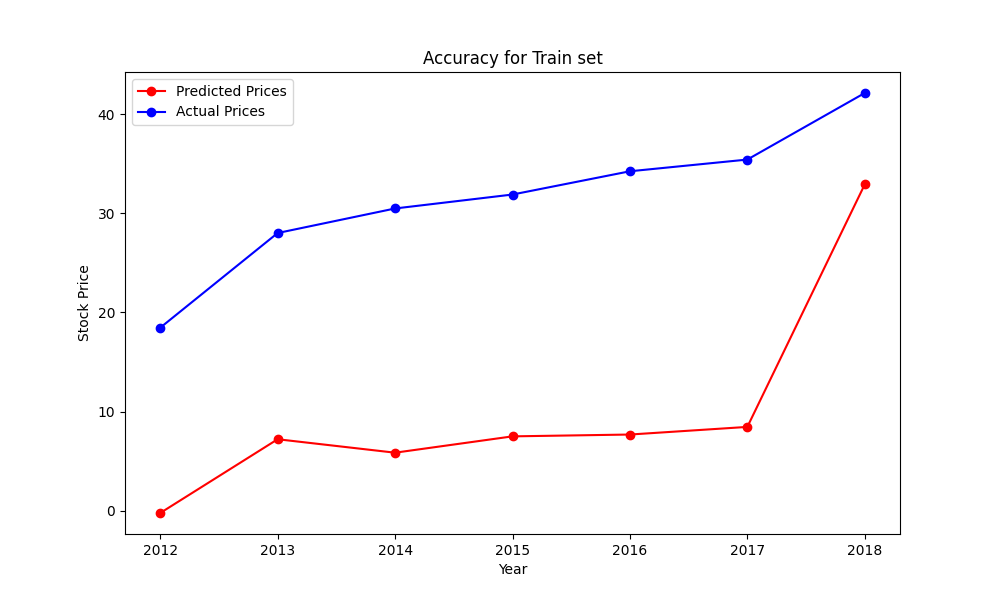 Accuracy for Train set
Predicted Prices
Actual Prices
40
30
20
10
0
Stock Price
2012 2013 2014 2015 2016 2017 2018
Year